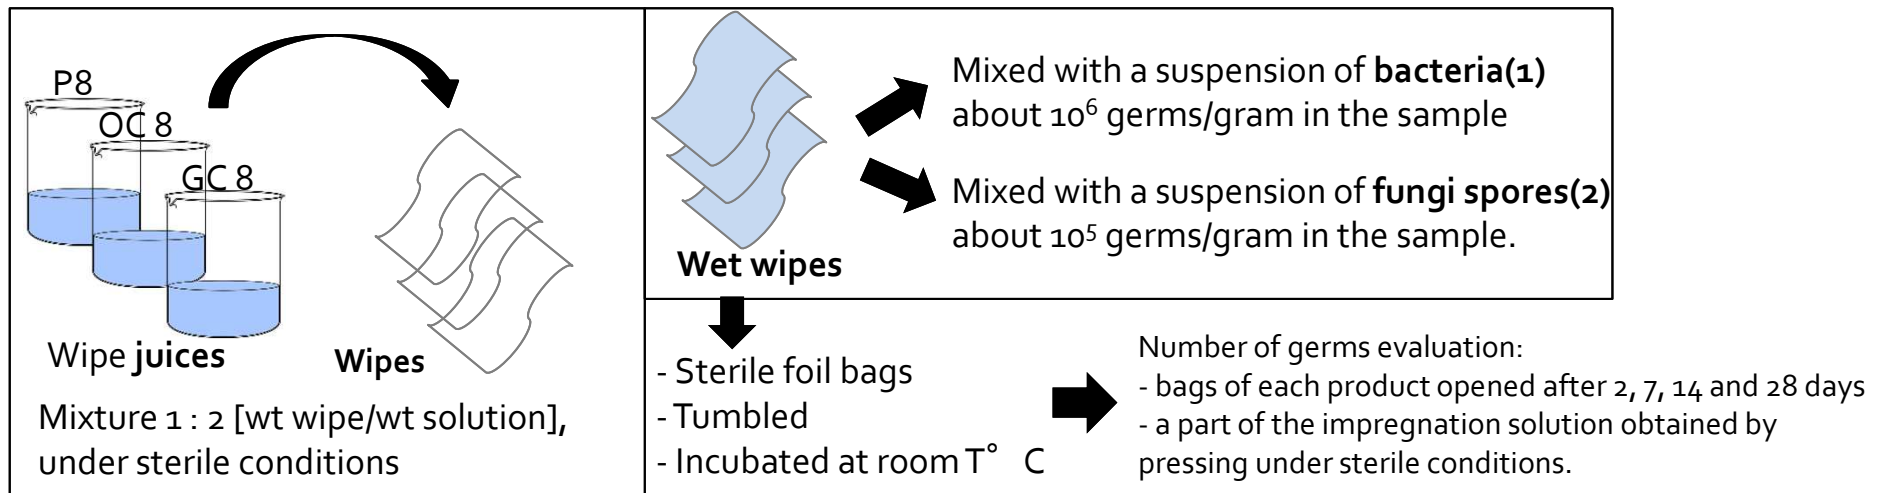 P8
OC 8
GC 8
Wipe juices
Wipes
Mixture 1 : 2 [wt wipe/wt solution],
under sterile conditions
Mixed with a suspension of bacteria(1)
about 10⁶ germs/gram in the sample
Mixed with a suspension of fungi spores(2)
about 10⁵ germs/gram in the sample.
Wet wipes
- Sterile foil bags
- Tumbled
- Incubated at room T° C
Number of germs evaluation:
- bags of each product opened after 2, 7, 14 and 28 days
- a part of the impregnation solution obtained by
pressing under sterile conditions.